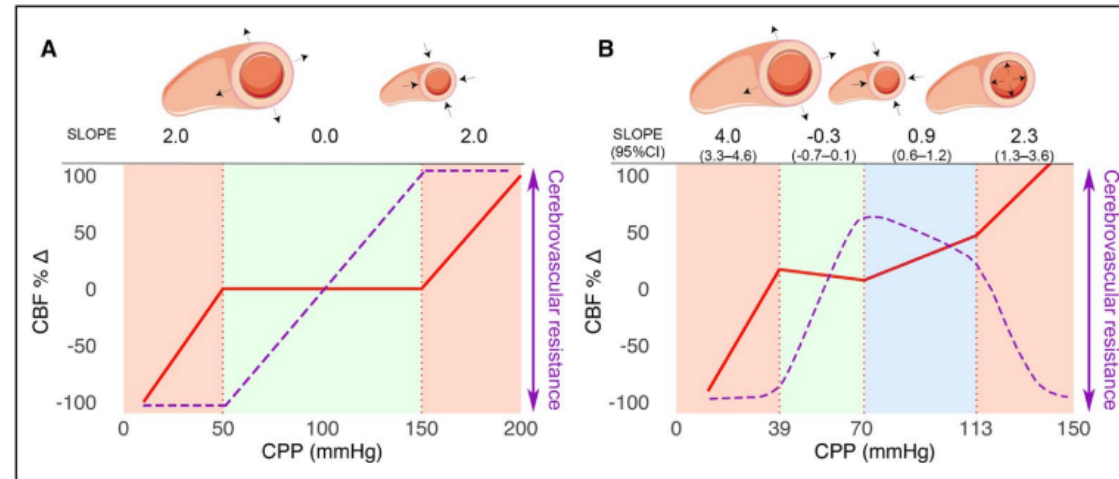 A
SLOPE 2.0 0.0 2.0
100
50
0
-50
-100
CBF % Δ
0 50 100 150 200
CPP (mmHg)
Cerebrovascular resistance
B
SLOPE 4.0 -0.3 0.9 2.3
(95%CI) (3.3–4.6) (-0.7–0.1) (0.6–1.2) (1.3–3.6)
100
50
0
-50
-100
CBF % Δ
0 39 70 113 150
CPP (mmHg)
Cerebrovascular resistance